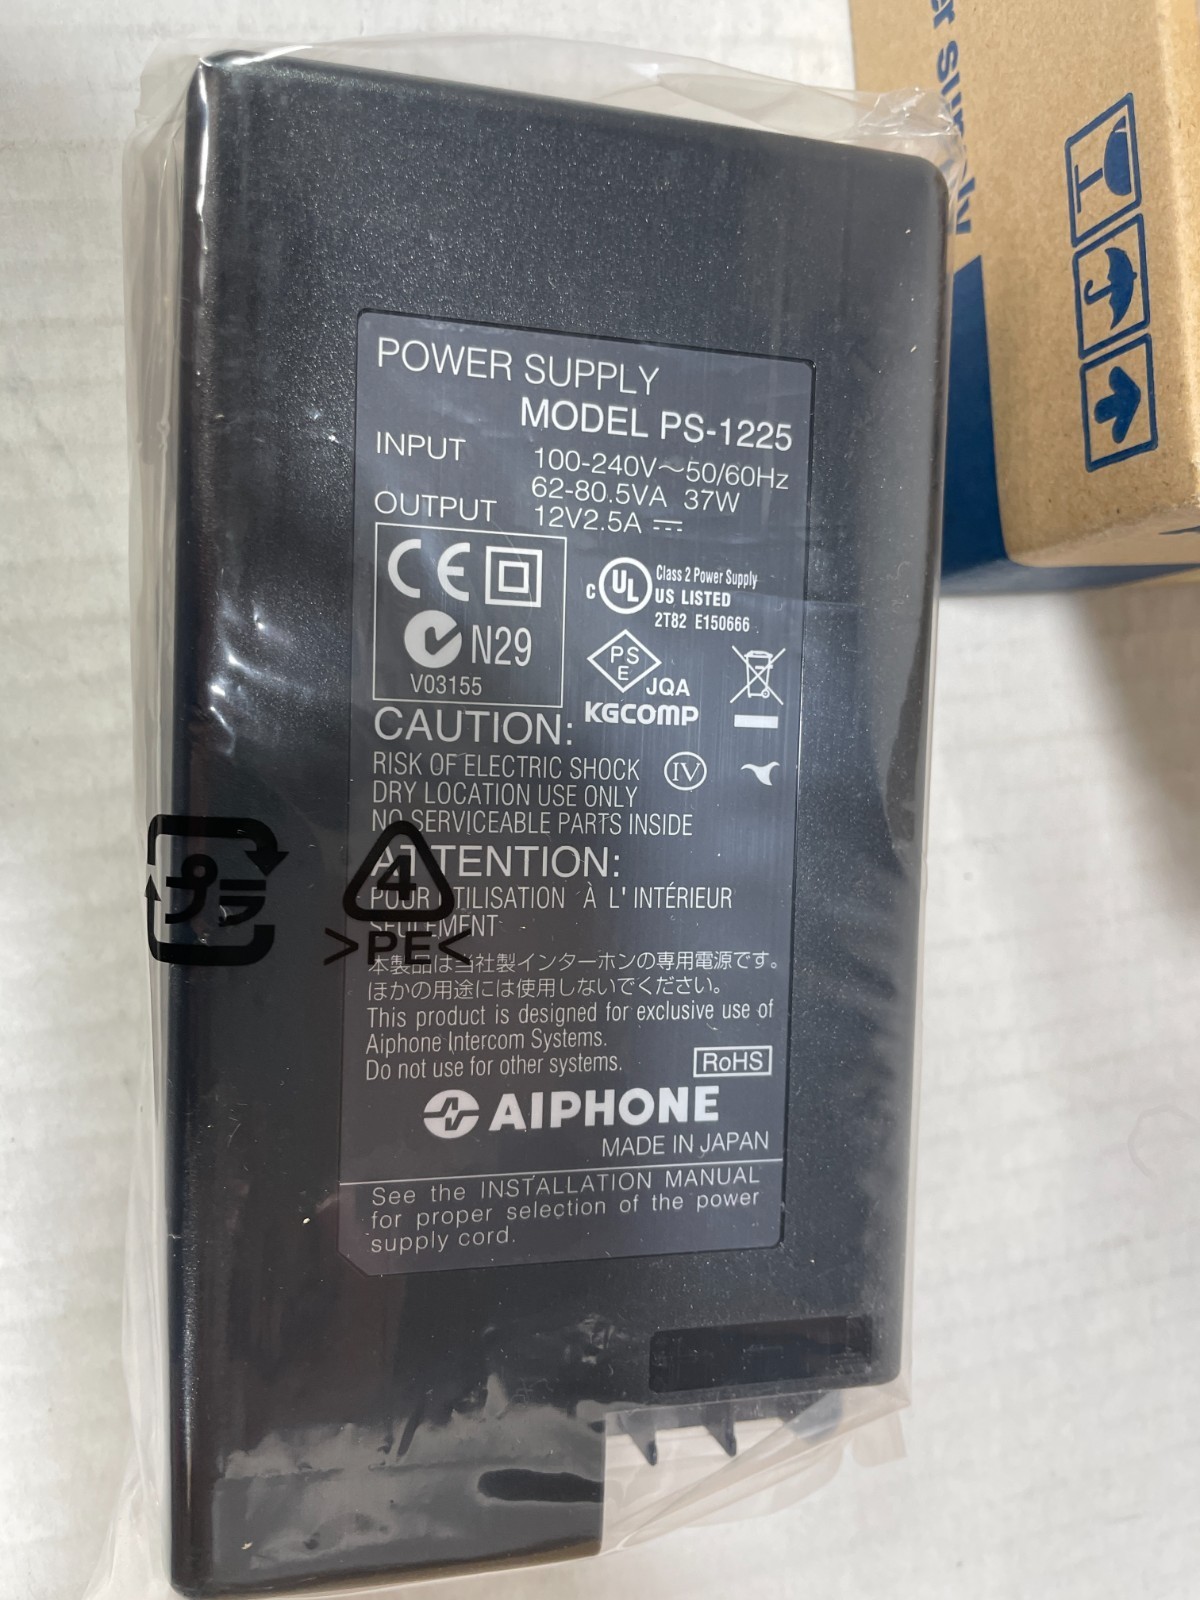 er supply
POWER SUPPLY
MODEL PS-1225
INPUT 100-240V～50/60Hz
62-80.5VA 37W
OUTPUT 12V2.5A
CE
N29
V03155
c UL US LISTED
Class 2 Power Supply
2T82 E150666
PSE
JQA
KGCOMP
CAUTION:
RISK OF ELECTRIC SHOCK
IV
DRY LOCATION USE ONLY
NO SERVICEABLE PARTS INSIDE
ATTENTION:
POUR UTILISATION À L' INTÉRIEUR
SEULEMENT
プラ
4
>PE<
本製品は当社製インターホンの専用電源です。
ほかの用途には使用しないでください。
This product is designed for exclusive use of
Aiphone Intercom Systems.
Do not use for other systems.
RoHS
AIPHONE
MADE IN JAPAN
See the INSTALLATION MANUAL
for proper selection of the power
supply cord.